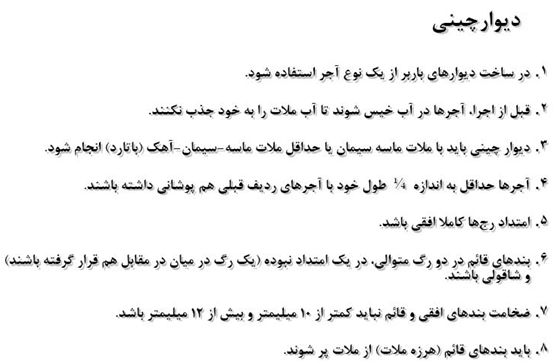 دیوارچینی
۱. در ساخت دیوارهای باربر از یک نوع آجر استفاده شود.
۲. قبل از اجرا، آجرها در آب خیس شوند تا آب ملات را به خود جذب نکنند.
۳. دیوار چینی باید با ملات ماسه سیمان یا حداقل ملات ماسه-سیمان-آهک (باتارد) انجام شود.
۴. آجرها حداقل به اندازه ¼ طول خود با آجرهای ردیف قبلی هم پوشانی داشته باشند.
۵. امتداد رج‌ها کاملا افقی باشد.
۶. بندهای قائم در دو رگ متوالی، در یک امتداد نبوده (یک رگ در میان در مقابل هم قرار گرفته باشند)
و شاقولی باشند.
۷. ضخامت بندهای افقی و قائم نباید کمتر از ۱۰ میلیمتر و بیش از ۱۲ میلیمتر باشد.
۸. باید بندهای قائم (هرزه ملات) از ملات پر شوند.